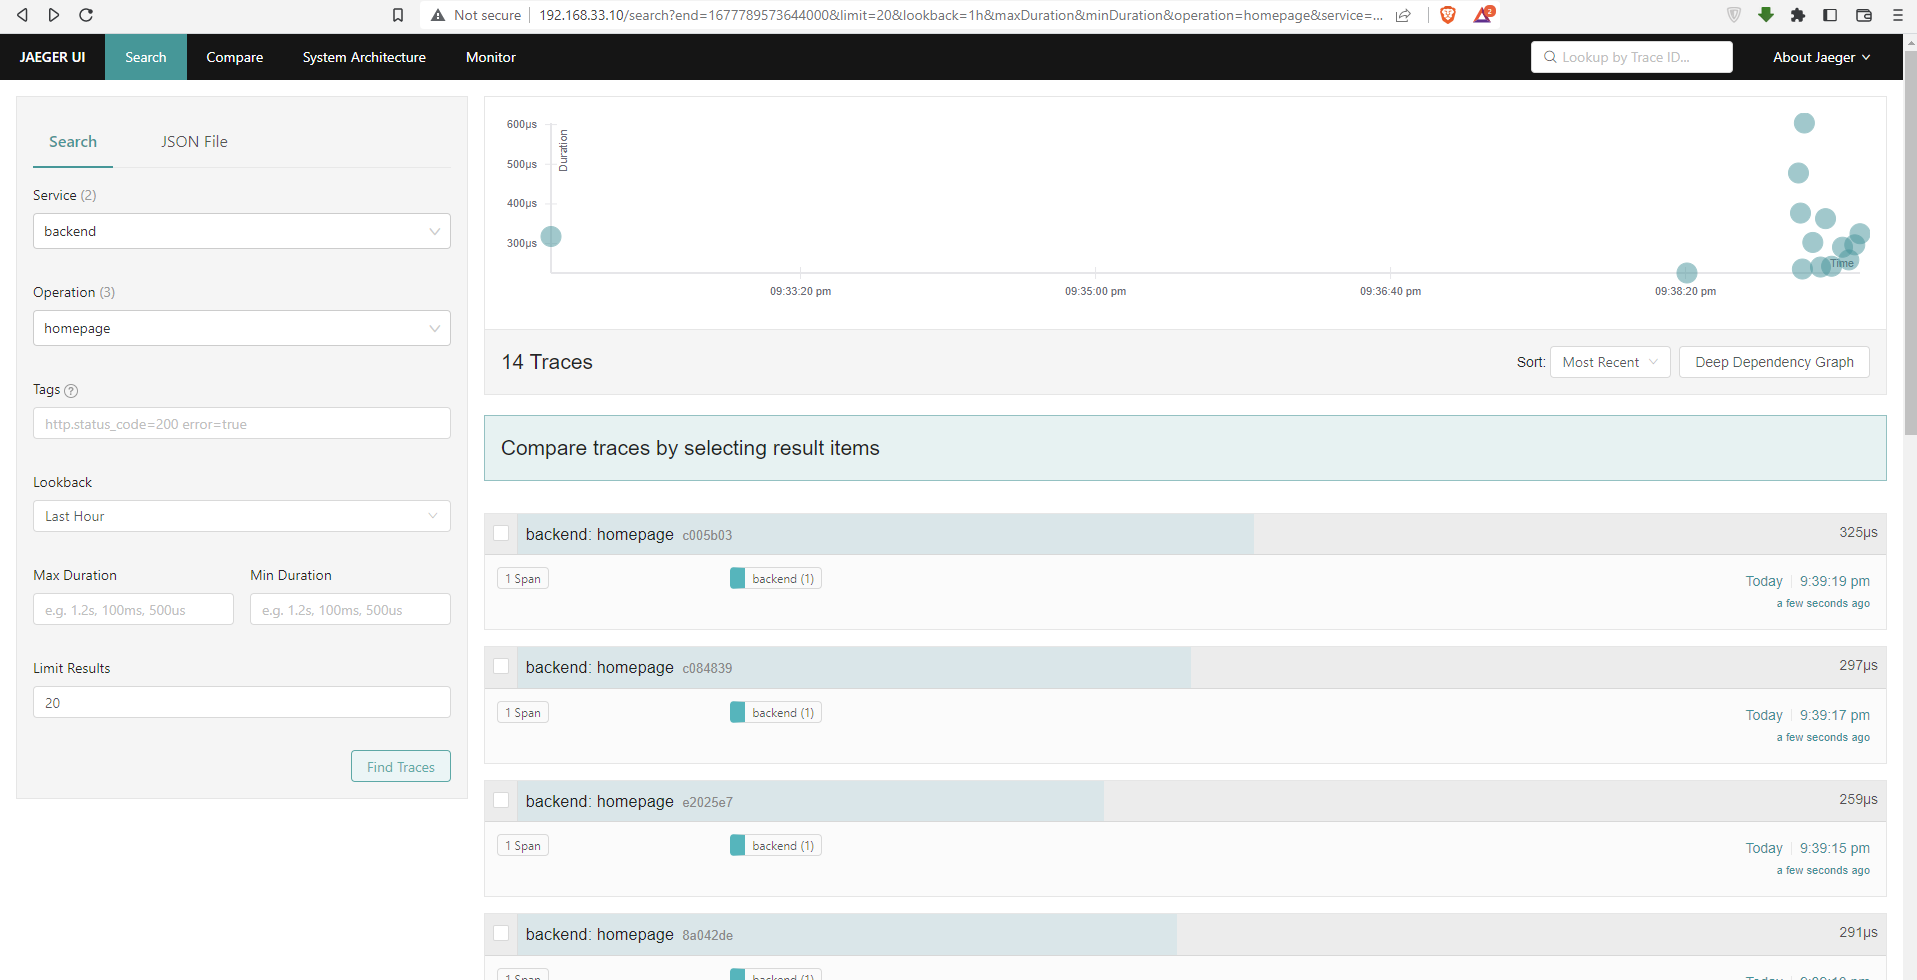 Not secure 192.168.33.10/search?end=1677789573644000&limit=20&lookback=1h&maxDuration&minDuration&operation=homepage&service=... 2
JAEGER UI Search Compare System Architecture Monitor Lookup by Trace ID... About Jaeger
Search JSON File
Service (2)
backend
Operation (3)
homepage
Tags ?
http.status_code=200 error=true
Lookback
Last Hour
Max Duration Min Duration
e.g. 1.2s, 100ms, 500us e.g. 1.2s, 100ms, 500us
Limit Results
20
Find Traces
600µs
500µs
400µs
300µs
Duration
Time
09:33:20 pm 09:35:00 pm 09:36:40 pm 09:38:20 pm
14 Traces Sort: Most Recent Deep Dependency Graph
Compare traces by selecting result items
backend: homepage c005b03 325µs
1 Span backend (1) Today 9:39:19 pm
a few seconds ago
backend: homepage c084839 297µs
1 Span backend (1) Today 9:39:17 pm
a few seconds ago
backend: homepage e2025e7 259µs
1 Span backend (1) Today 9:39:15 pm
a few seconds ago
backend: homepage 8a042de 291µs
1 Span backend (1)